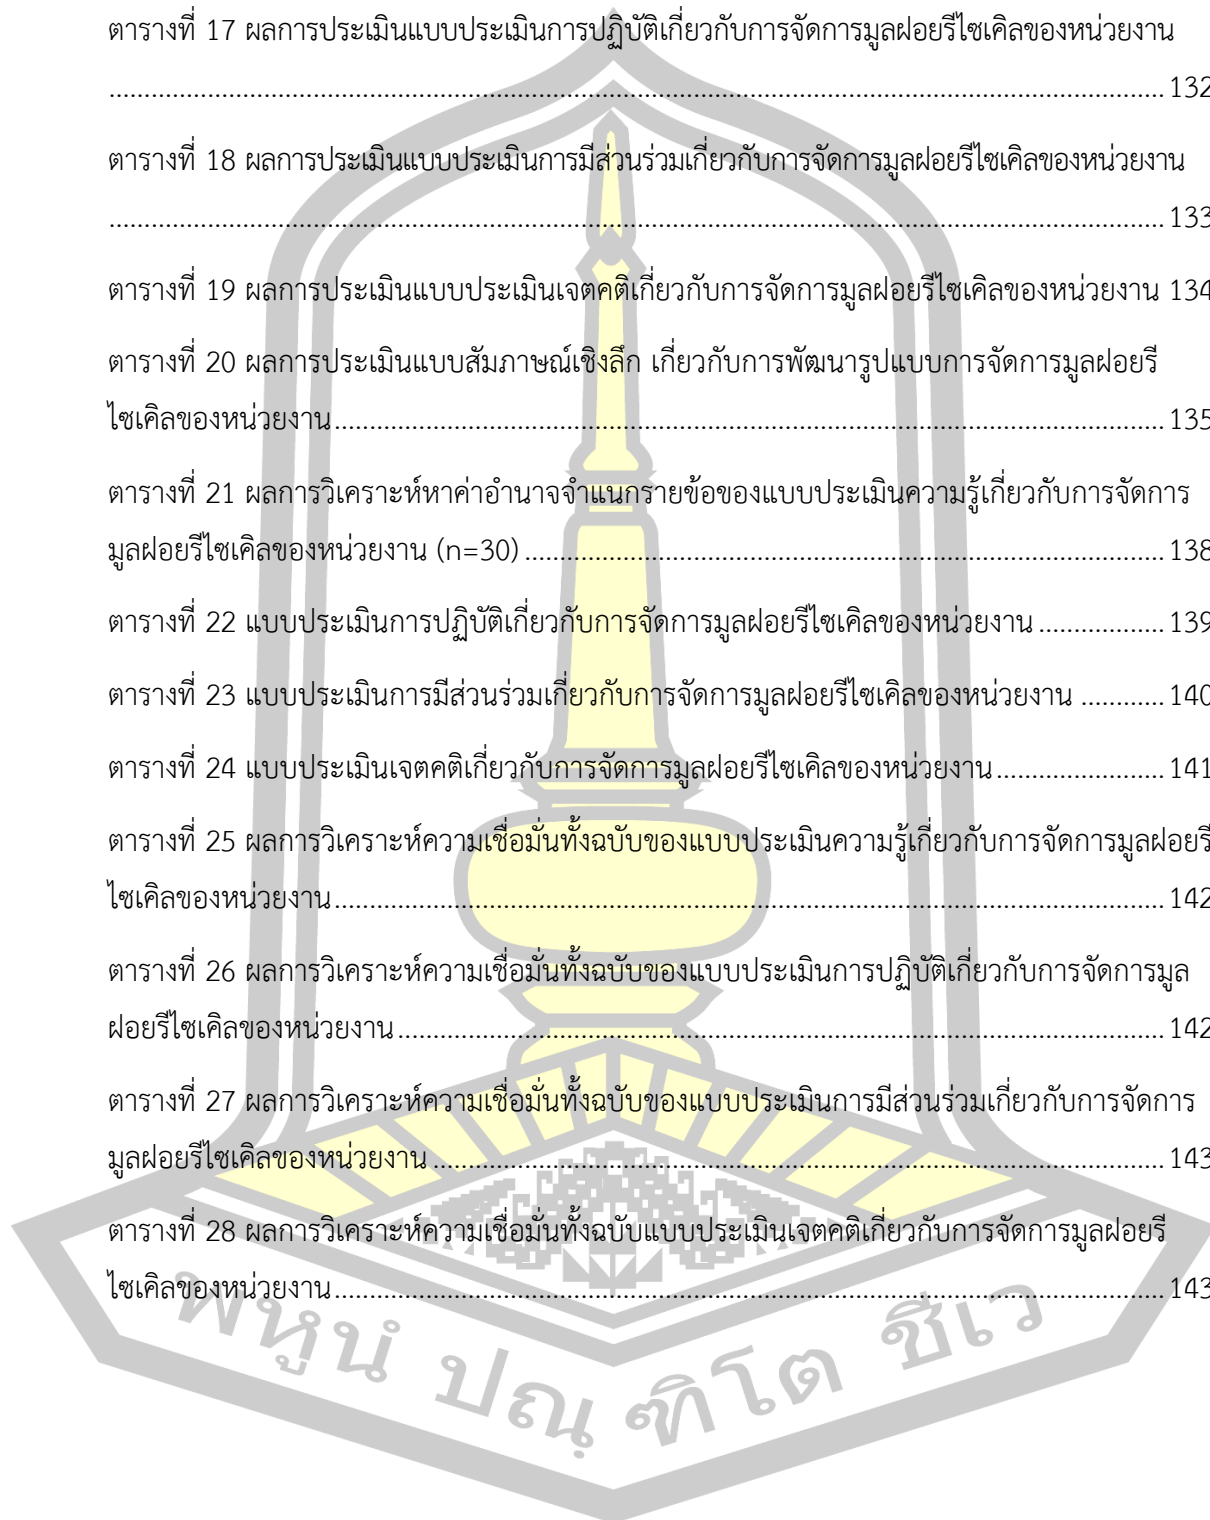 ตารางที่ 17 ผลการประเมินแบบประเมินการปฏิบัติเกี่ยวกับการจัดการมูลฝอยรีไซเคิลของหน่วยงาน
...................................................................................................................................................... 132
ตารางที่ 18 ผลการประเมินแบบประเมินการมีส่วนร่วมเกี่ยวกับการจัดการมูลฝอยรีไซเคิลของหน่วยงาน
...................................................................................................................................................... 133
ตารางที่ 19 ผลการประเมินแบบประเมินเจตคติเกี่ยวกับการจัดการมูลฝอยรีไซเคิลของหน่วยงาน 134
ตารางที่ 20 ผลการประเมินแบบสัมภาษณ์เชิงลึก เกี่ยวกับการพัฒนารูปแบบการจัดการมูลฝอยรี
ไซเคิลของหน่วยงาน...................................................................................................................... 135
ตารางที่ 21 ผลการวิเคราะห์หาค่าอำนาจจำแนกรายข้อของแบบประเมินความรู้เกี่ยวกับการจัดการ
มูลฝอยรีไซเคิลของหน่วยงาน (n=30) ........................................................................................... 138
ตารางที่ 22 แบบประเมินการปฏิบัติเกี่ยวกับการจัดการมูลฝอยรีไซเคิลของหน่วยงาน .................. 139
ตารางที่ 23 แบบประเมินการมีส่วนร่วมเกี่ยวกับการจัดการมูลฝอยรีไซเคิลของหน่วยงาน ............ 140
ตารางที่ 24 แบบประเมินเจตคติเกี่ยวกับการจัดการมูลฝอยรีไซเคิลของหน่วยงาน........................ 141
ตารางที่ 25 ผลการวิเคราะห์ความเชื่อมั่นทั้งฉบับของแบบประเมินความรู้เกี่ยวกับการจัดการมูลฝอยรี
ไซเคิลของหน่วยงาน...................................................................................................................... 142
ตารางที่ 26 ผลการวิเคราะห์ความเชื่อมั่นทั้งฉบับของแบบประเมินการปฏิบัติเกี่ยวกับการจัดการมูล
ฝอยรีไซเคิลของหน่วยงาน............................................................................................................. 142
ตารางที่ 27 ผลการวิเคราะห์ความเชื่อมั่นทั้งฉบับของแบบประเมินการมีส่วนร่วมเกี่ยวกับการจัดการ
มูลฝอยรีไซเคิลของหน่วยงาน........................................................................................................ 143
ตารางที่ 28 ผลการวิเคราะห์ความเชื่อมั่นทั้งฉบับแบบประเมินเจตคติเกี่ยวกับการจัดการมูลฝอยรี
ไซเคิลของหน่วยงาน...................................................................................................................... 143
พหูนํ ปณฺฑิโต ชีเว